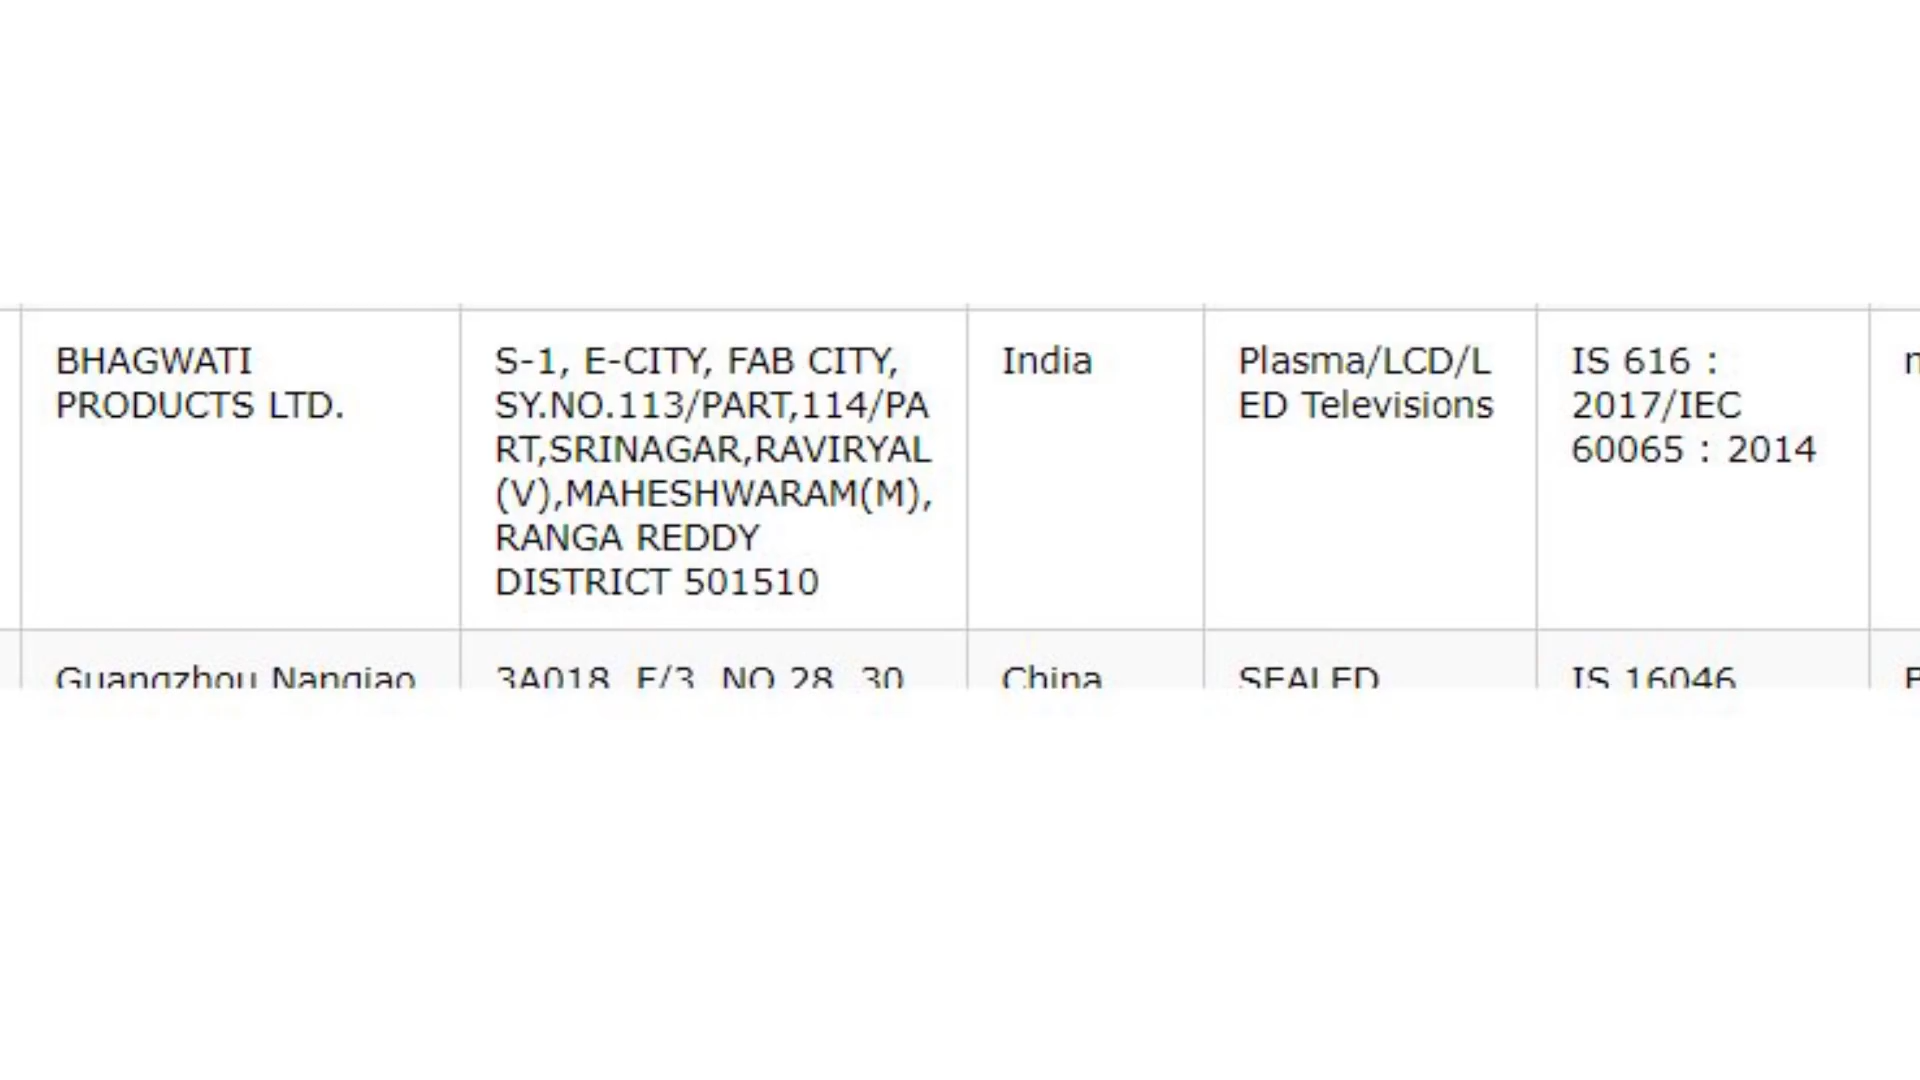 BHAGWATI
PRODUCTS LTD.
S-1, E-CITY, FAB CITY,
SY.NO.113/PART,114/PA
RT,SRINAGAR,RAVIRYAL
(V),MAHESHWARAM(M),
RANGA REDDY
DISTRICT 501510
India
Plasma/LCD/L
ED Televisions
IS 616 :
2017/IEC
60065 : 2014
Guangzhou Nanqiao
3A018, F/3, NO.28, 30
China
SEALED
IS 16046